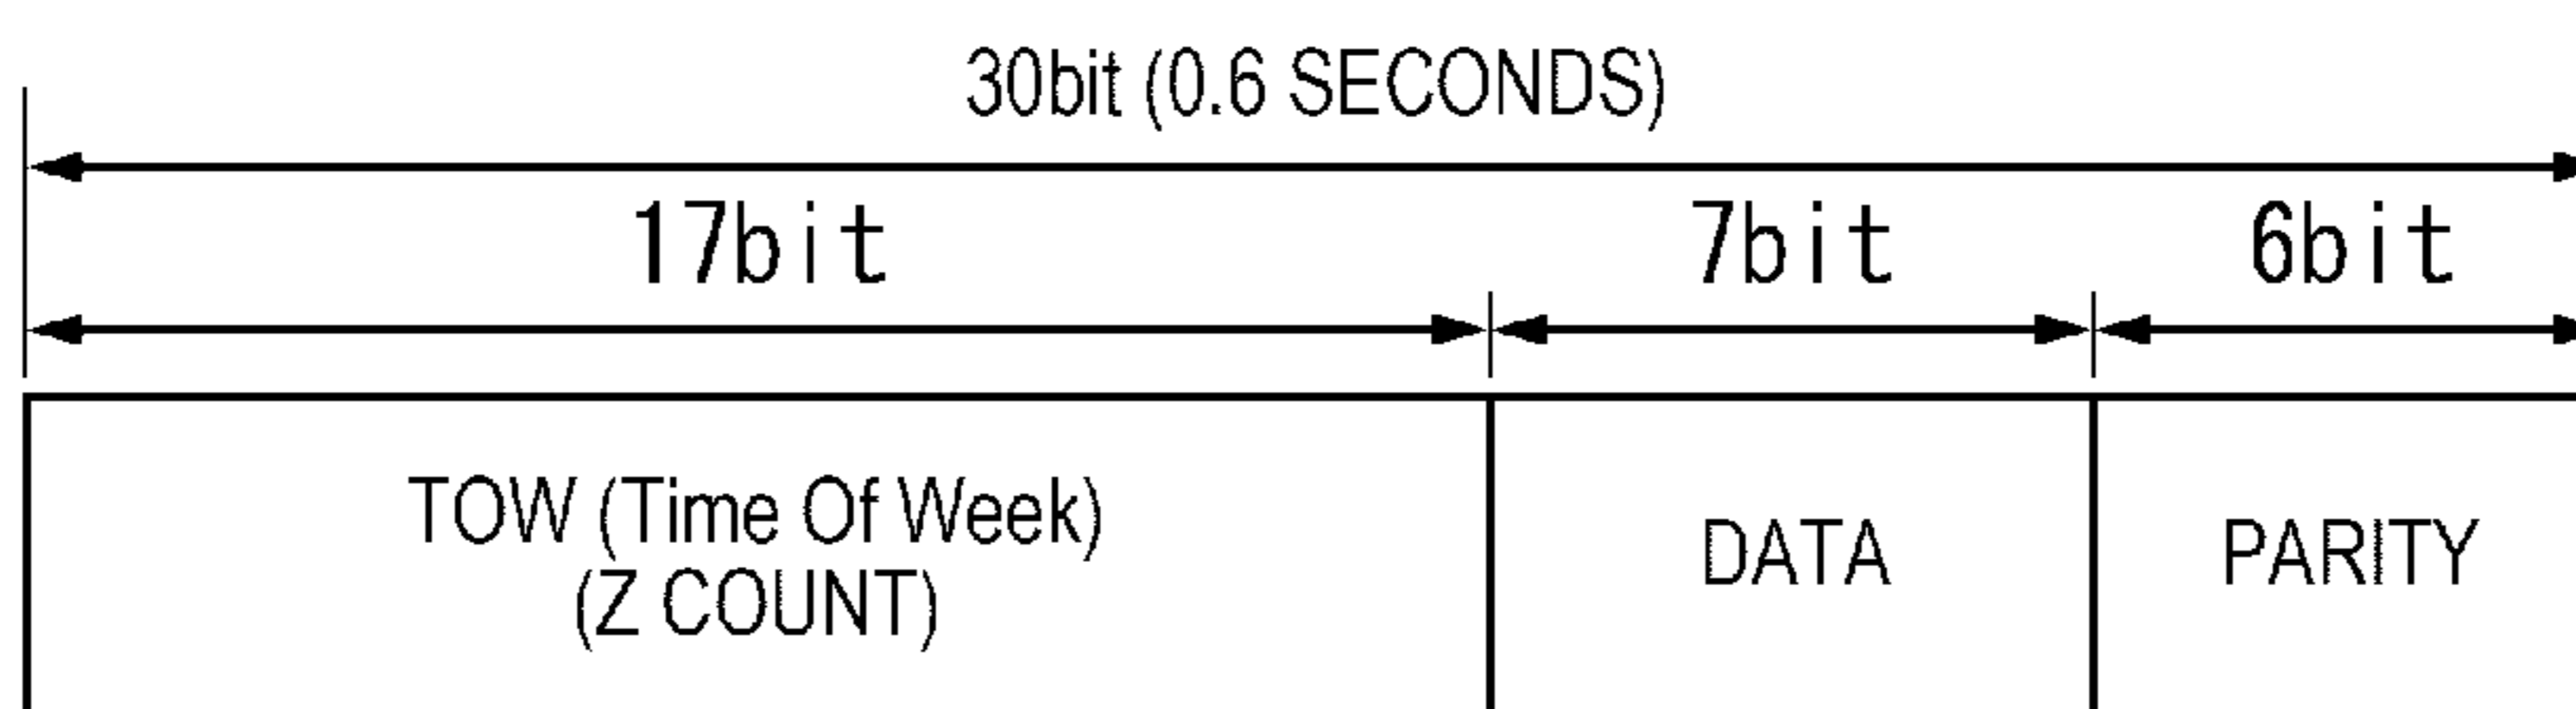 30bit (0.6 SECONDS)
17bit 7bit 6bit
TOW (Time Of Week)
(Z COUNT)
DATA
PARITY